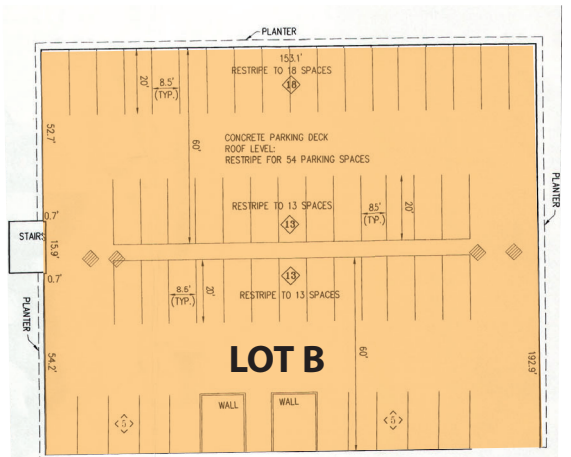 PLANTER
153.1'
RESTRIPE TO 18 SPACES
18
20'
8.5'
(TYP.)
52.7'
60'
CONCRETE PARKING DECK
ROOF LEVEL:
RESTRIPE FOR 54 PARKING SPACES
PLANTER
RESTRIPE TO 13 SPACES
8.5'
(TYP.)
20'
13
0.7'
STAIRS
15.9'
0.7'
13
8.5'
(TYP.)
20'
RESTRIPE TO 13 SPACES
PLANTER
54.2'
LOT B
60'
192.9'
WALL
WALL
5
5